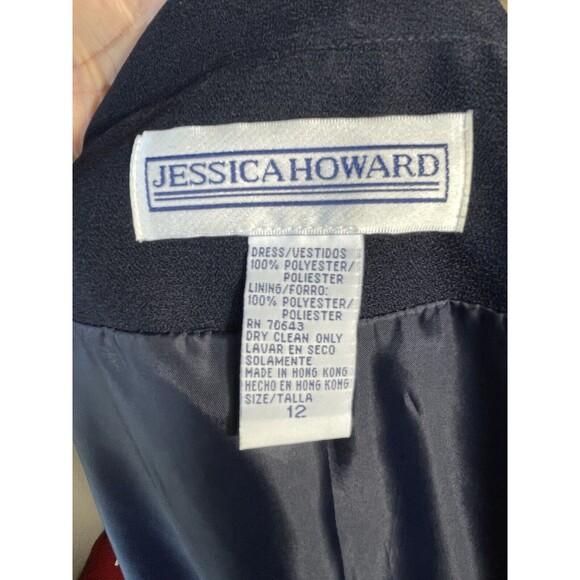 JESSICA HOWARD
DRESS/VESTIDOS
100% POLYESTER/
POLIESTER
LINING/FORRO:
100% POLYESTER/
POLIESTER
RN 70643
DRY CLEAN ONLY
LAVAR EN SECO
SOLAMENTE
MADE IN HONG KONG
HECHO EN HONG KONG
SIZE/TALLA
12